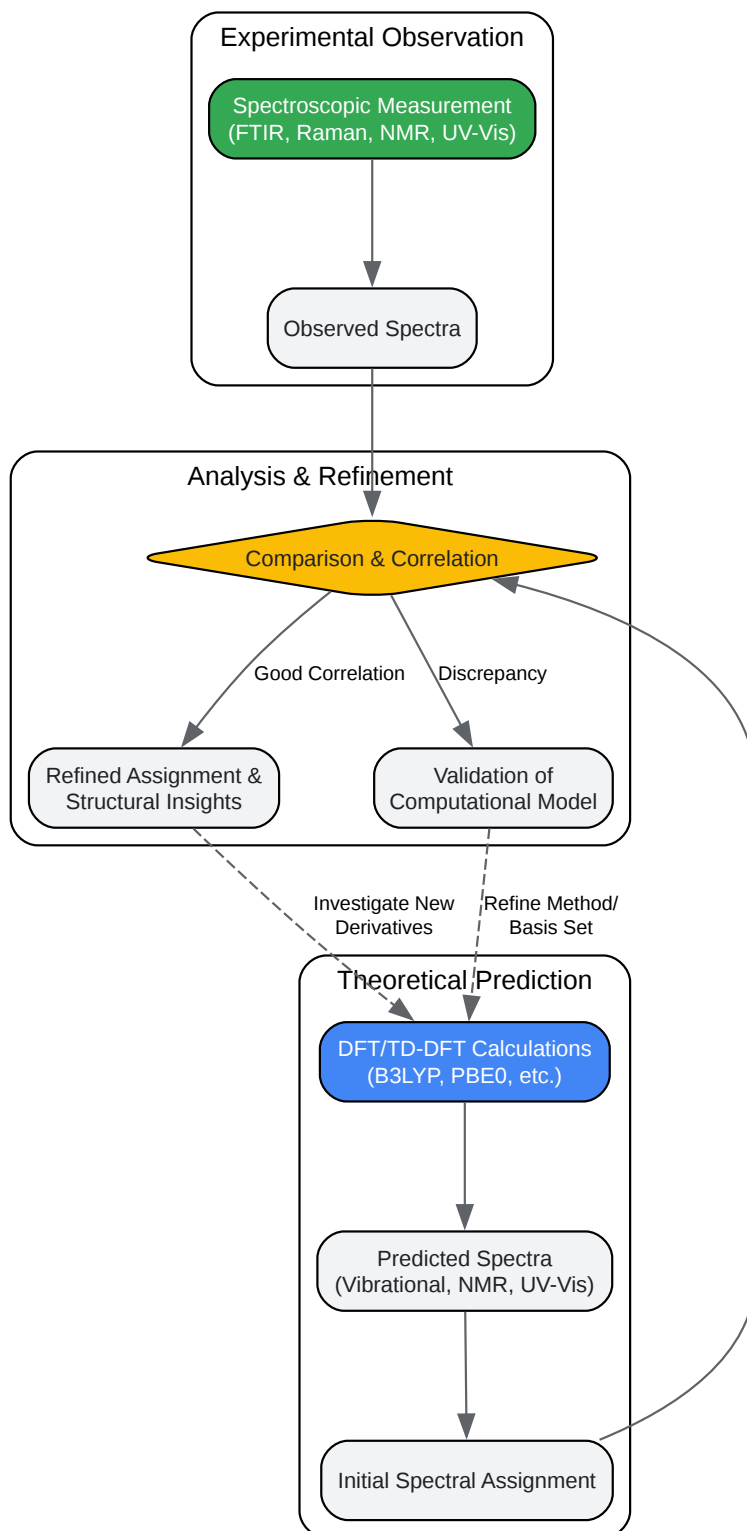 Experimental Observation
Spectroscopic Measurement
(FTIR, Raman, NMR, UV-Vis)
Observed Spectra
Analysis & Refinement
Comparison & Correlation
Good Correlation
Discrepancy
Refined Assignment &
Structural Insights
Validation of
Computational Model
Investigate New
Derivatives
Refine Method/
Basis Set
Theoretical Prediction
DFT/TD-DFT Calculations
(B3LYP, PBE0, etc.)
Predicted Spectra
(Vibrational, NMR, UV-Vis)
Initial Spectral Assignment